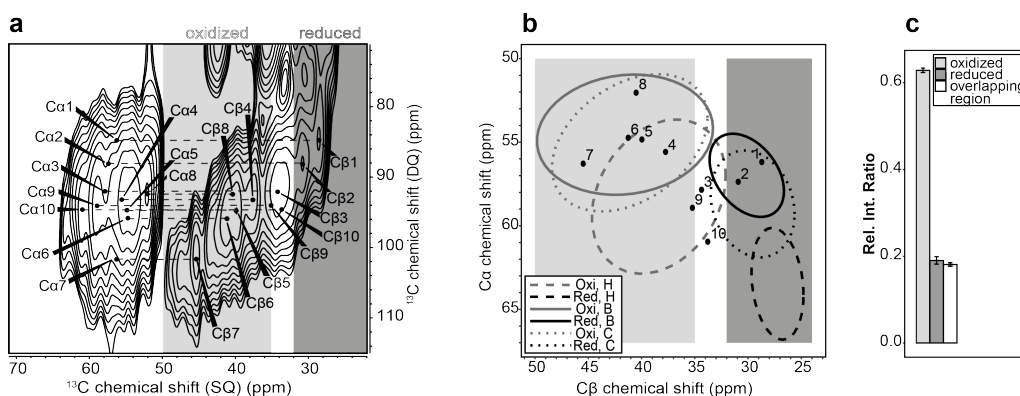 a
oxidized
reduced
Cα1
Cα2
Cα3
Cα9
Cα10
Cα6
Cα7
Cα4
Cα5
Cα8
Cβ4
Cβ8
Cβ1
Cβ2
Cβ3
Cβ10
Cβ9
Cβ5
Cβ6
Cβ7
80
90
100
110
¹³C chemical shift (DQ) (ppm)
70
60
50
40
30
¹³C chemical shift (SQ) (ppm)
b
50
55
60
65
Cα chemical shift (ppm)
8
6
5
4
7
1
2
3
9
10
Oxi, H
Red, H
Oxi, B
Red, B
Oxi, C
Red, C
50
45
40
35
30
25
Cβ chemical shift (ppm)
c
oxidized
reduced
overlapping
region
0.6
0.4
0.2
0.0
Rel. Int. Ratio